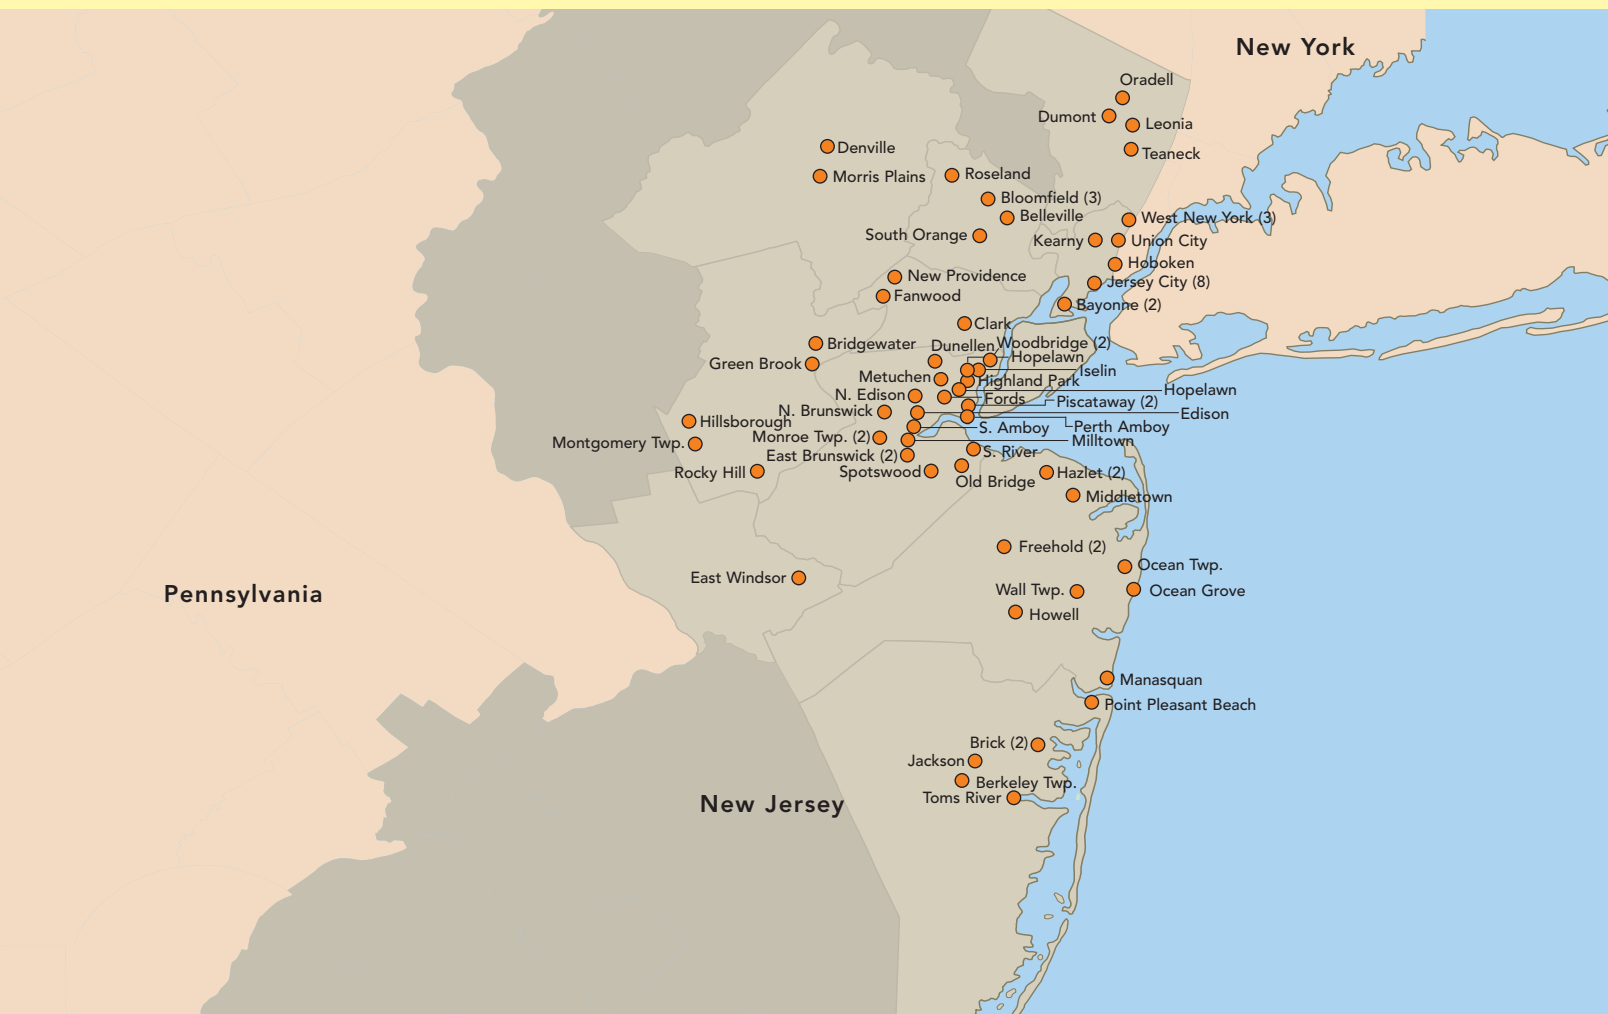 New York
Oradell
Dumont
Leonia
Denville
Teaneck
Morris Plains
Roseland
Bloomfield (3)
Belleville
West New York (3)
South Orange
Kearny
Union City
Hoboken
New Providence
Jersey City (8)
Fanwood
Bayonne (2)
Clark
Bridgewater
Dunellen
Woodbridge (2)
Hopelawn
Green Brook
Iselin
Metuchen
Highland Park
Hopelawn
N. Edison
Fords
Piscataway (2)
N. Brunswick
Edison
Hillsborough
S. Amboy
Perth Amboy
Monroe Twp. (2)
Milltown
Montgomery Twp.
East Brunswick (2)
S. River
Rocky Hill
Spotswood
Hazlet (2)
Old Bridge
Middletown
Freehold (2)
Ocean Twp.
East Windsor
Wall Twp.
Ocean Grove
Pennsylvania
Howell
Manasquan
Point Pleasant Beach
Brick (2)
Jackson
Berkeley Twp.
Toms River
New Jersey